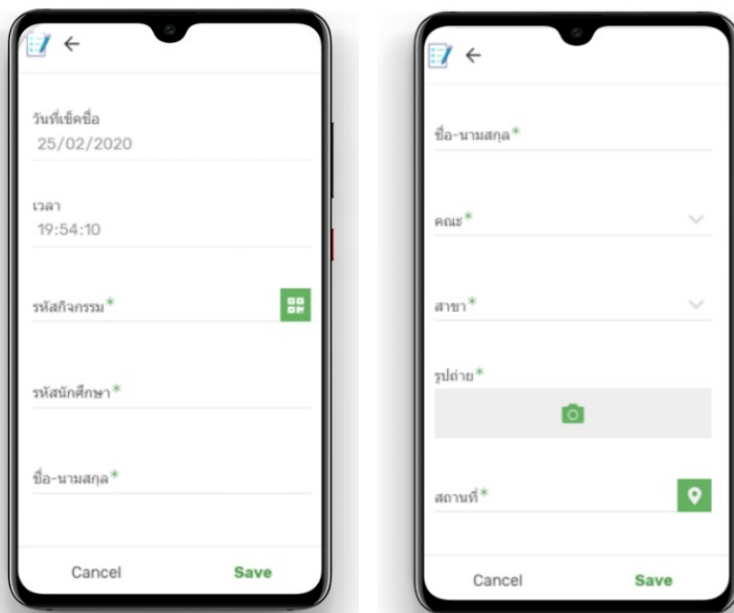 วันที่เช็คชื่อ
25/02/2020
เวลา
19:54:10
รหัสกิจกรรม*
รหัสนักศึกษา*
ชื่อ-นามสกุล*
Cancel Save
ชื่อ-นามสกุล*
คณะ*
สาขา*
รูปถ่าย*
สถานที่*
Cancel Save